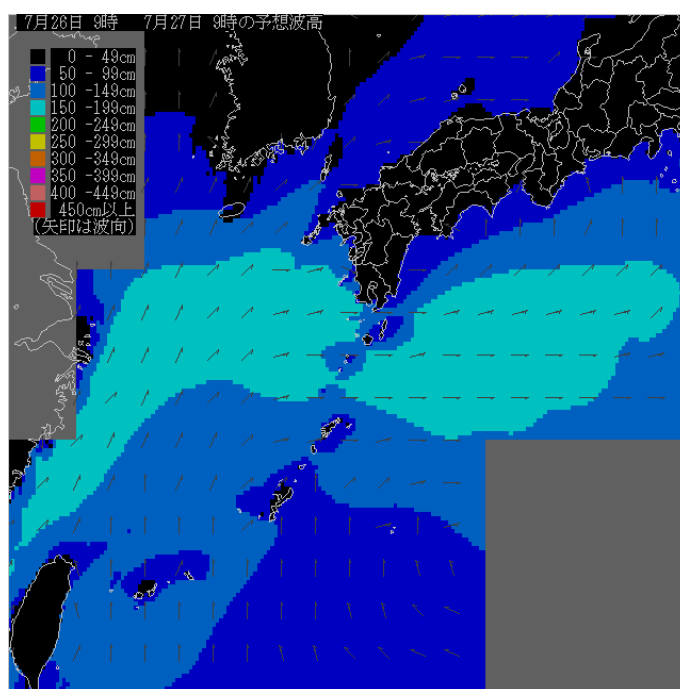 7月26日 9時　　7月27日 9時の予想波高
0 - 49cm
50 - 99cm
100 -149cm
150 -199cm
200 -249cm
250 -299cm
300 -349cm
350 -399cm
400 -449cm
450cm以上
(矢印は波向)